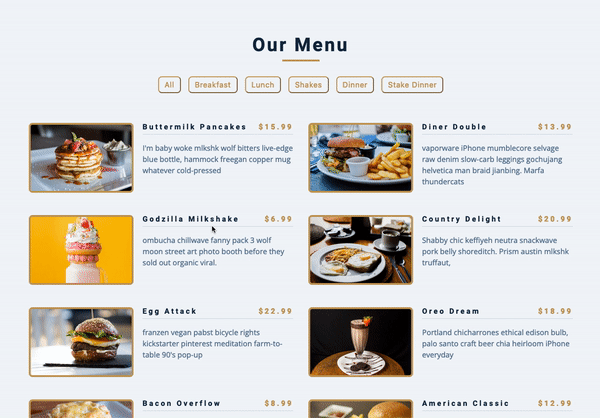 Our Menu
All Breakfast Lunch Shakes Dinner Stake Dinner
Buttermilk Pancakes $15.99
I'm baby woke mlkshk wolf bitters live-edge
blue bottle, hammock freegan copper mug
whatever cold-pressed
Diner Double $13.99
vaporware iPhone mumblecore selvage
raw denim slow-carb leggings gochujang
helvetica man braid jianbing. Marfa
thundercats
Godzilla Milkshake $6.99
ombucha chillwave fanny pack 3 wolf
moon street art photo booth before they
sold out organic viral.
Country Delight $20.99
Shabby chic keffiyeh neutra snackwave
pork belly shoreditch. Prism austin mlkshk
truffaut,
Egg Attack $22.99
franzen vegan pabst bicycle rights
kickstarter pinterest meditation farm-to-
table 90's pop-up
Oreo Dream $18.99
Portland chicharrones ethical edison bulb,
palo santo craft beer chia heirloom iPhone
everyday
Bacon Overflow $8.99
American Classic $12.99